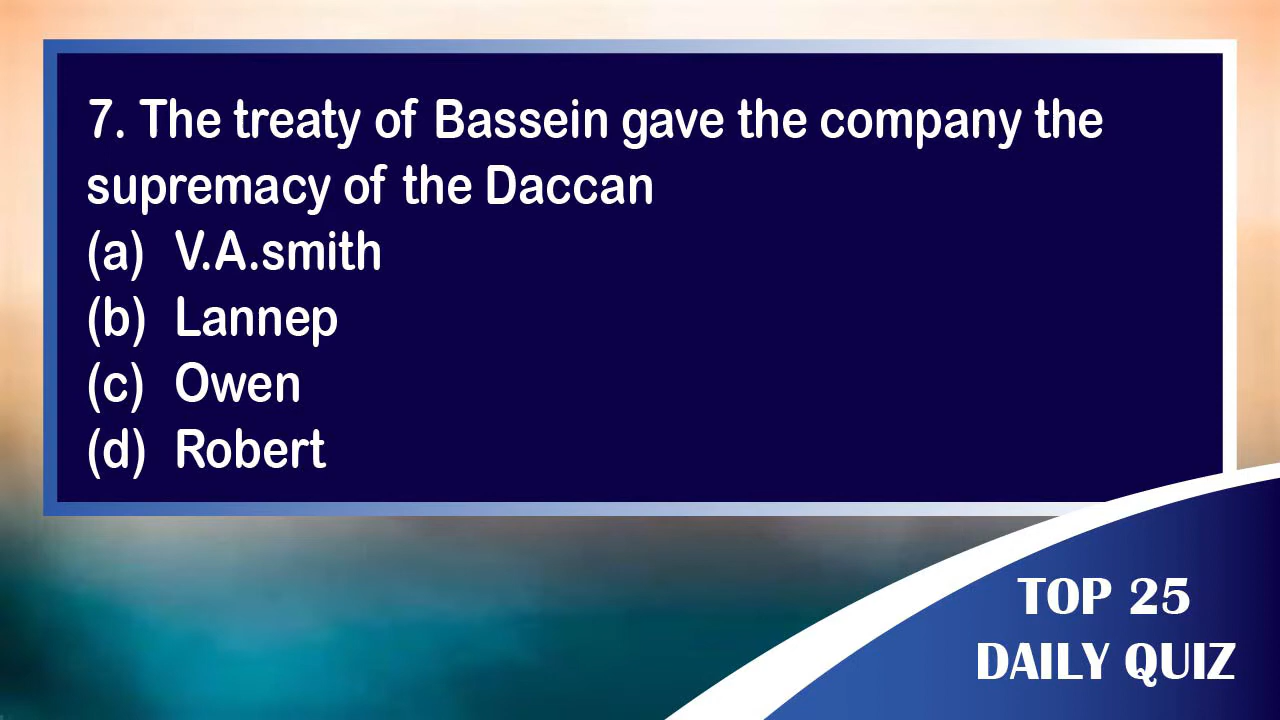 7. The treaty of Bassein gave the company the
supremacy of the Daccan
(a) V.A.smith
(b) Lannep
(c) Owen
(d) Robert
TOP 25
DAILY QUIZ